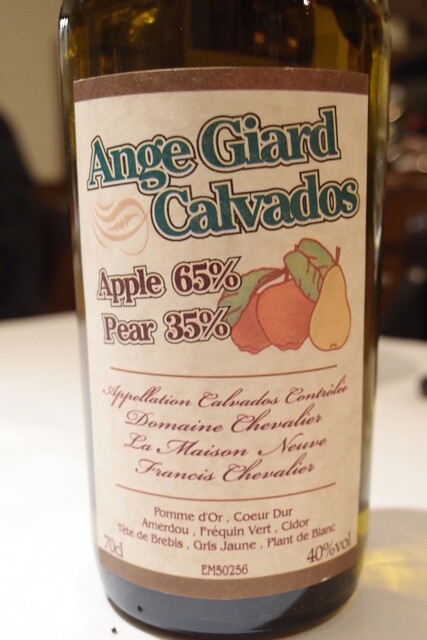 Ange Giard
Calvados
Apple 65%
Pear 35%
Appellation Calvados Contrôlée
Domaine Chevalier
La Maison Neuve
Francis Chevalier
Pomme d'Or , Coeur Dur
Amerdou , Fréquin Vert , Cidor
Tête de Brebis , Gris Jaune , Plant de Blanc
70cl
40%vol
EM50256